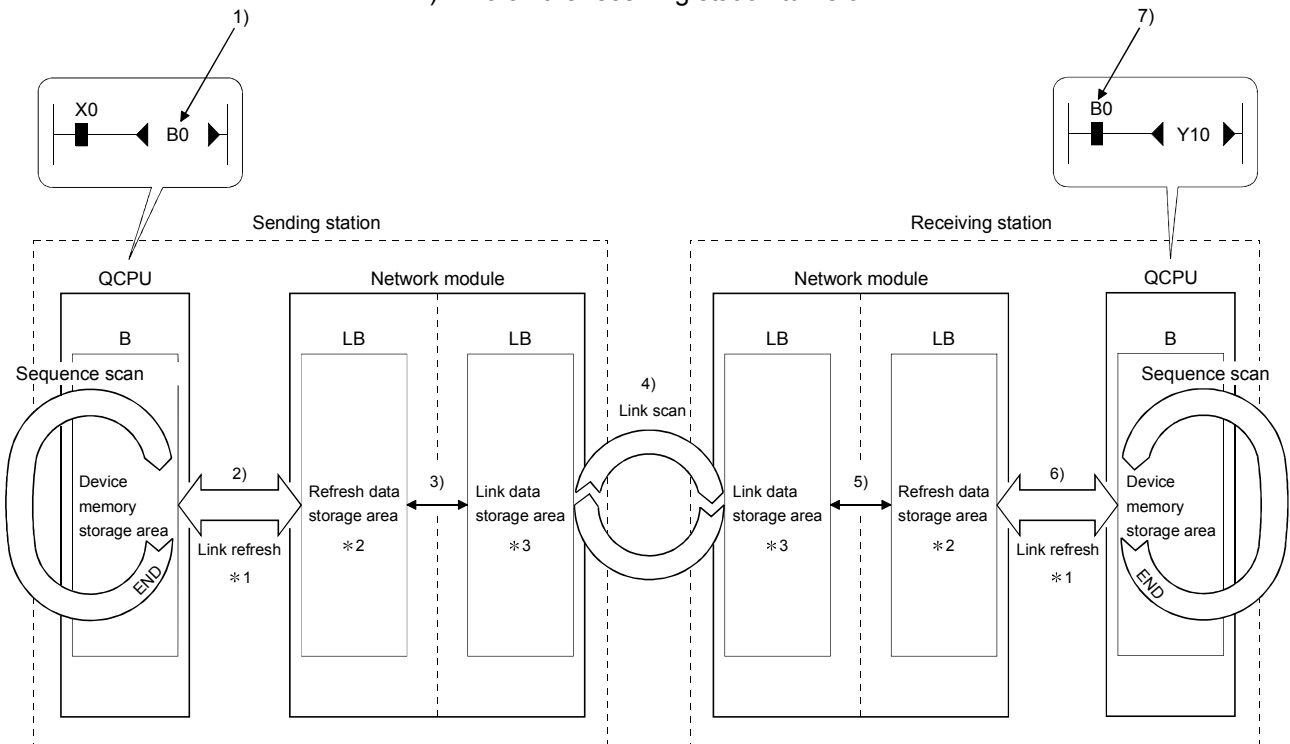 1)
7)
X0
B0
B0
Y10
Sending station
Receiving station
QCPU
Network module
Network module
QCPU
B
LB
LB
LB
LB
B
Sequence scan
4)
Link scan
Sequence scan
Device
memory
storage area
2)
Link refresh
*1
Refresh data
storage area
*2
3)
Link data
storage area
*3
Link data
storage area
*3
5)
Refresh data
storage area
*2
6)
Link refresh
*1
Device
memory
storage area
END
END